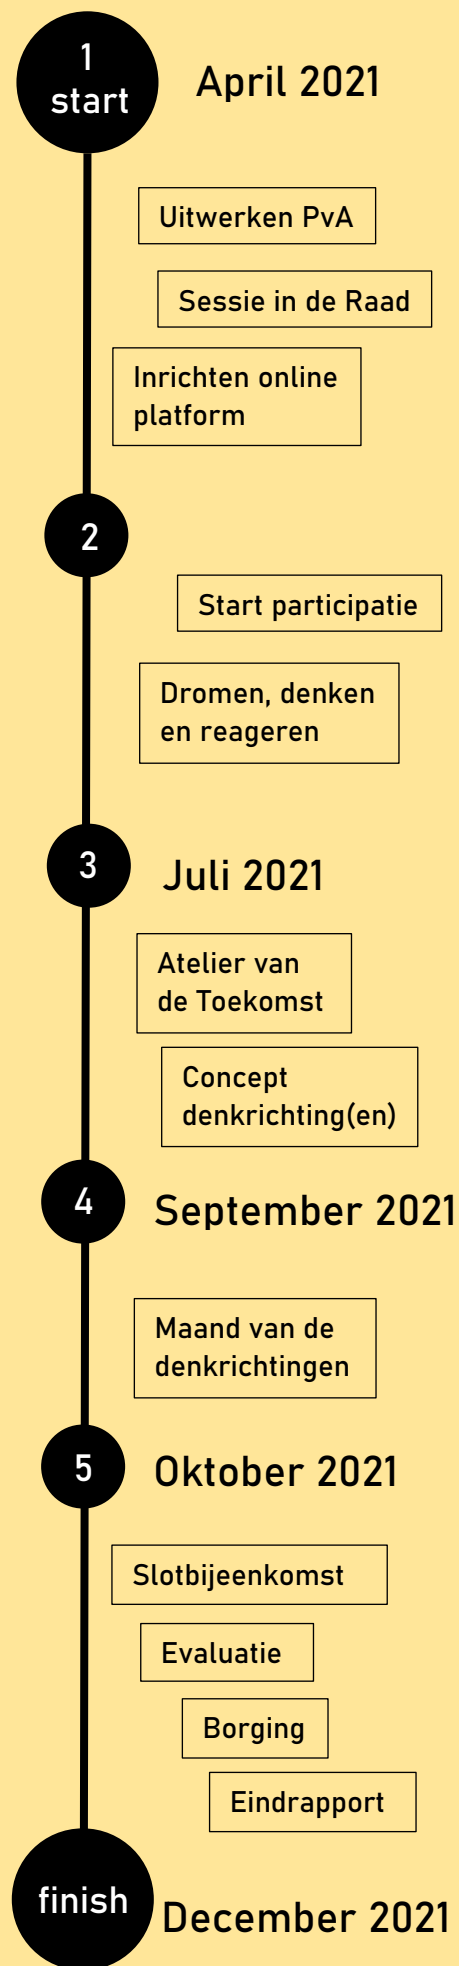 1
start
April 2021
Uitwerken PvA
Sessie in de Raad
Inrichten online
platform
2
Start participatie
Dromen, denken
en reageren
3
Juli 2021
Atelier van
de Toekomst
Concept
denkrichting(en)
4
September 2021
Maand van de
denkrichtingen
5
Oktober 2021
Slotbijeenkomst
Evaluatie
Borging
Eindrapport
finish
December 2021